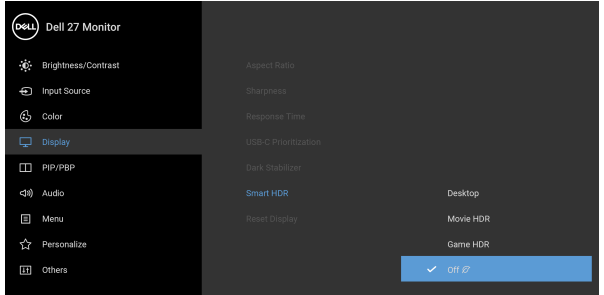 DELL Dell 27 Monitor
Brightness/Contrast
Input Source
Color
Display
PIP/PBP
Audio
Menu
Personalize
Others
Aspect Ratio
Sharpness
Response Time
USB-C Prioritization
Dark Stabilizer
Smart HDR
Reset Display
Desktop
Movie HDR
Game HDR
Off